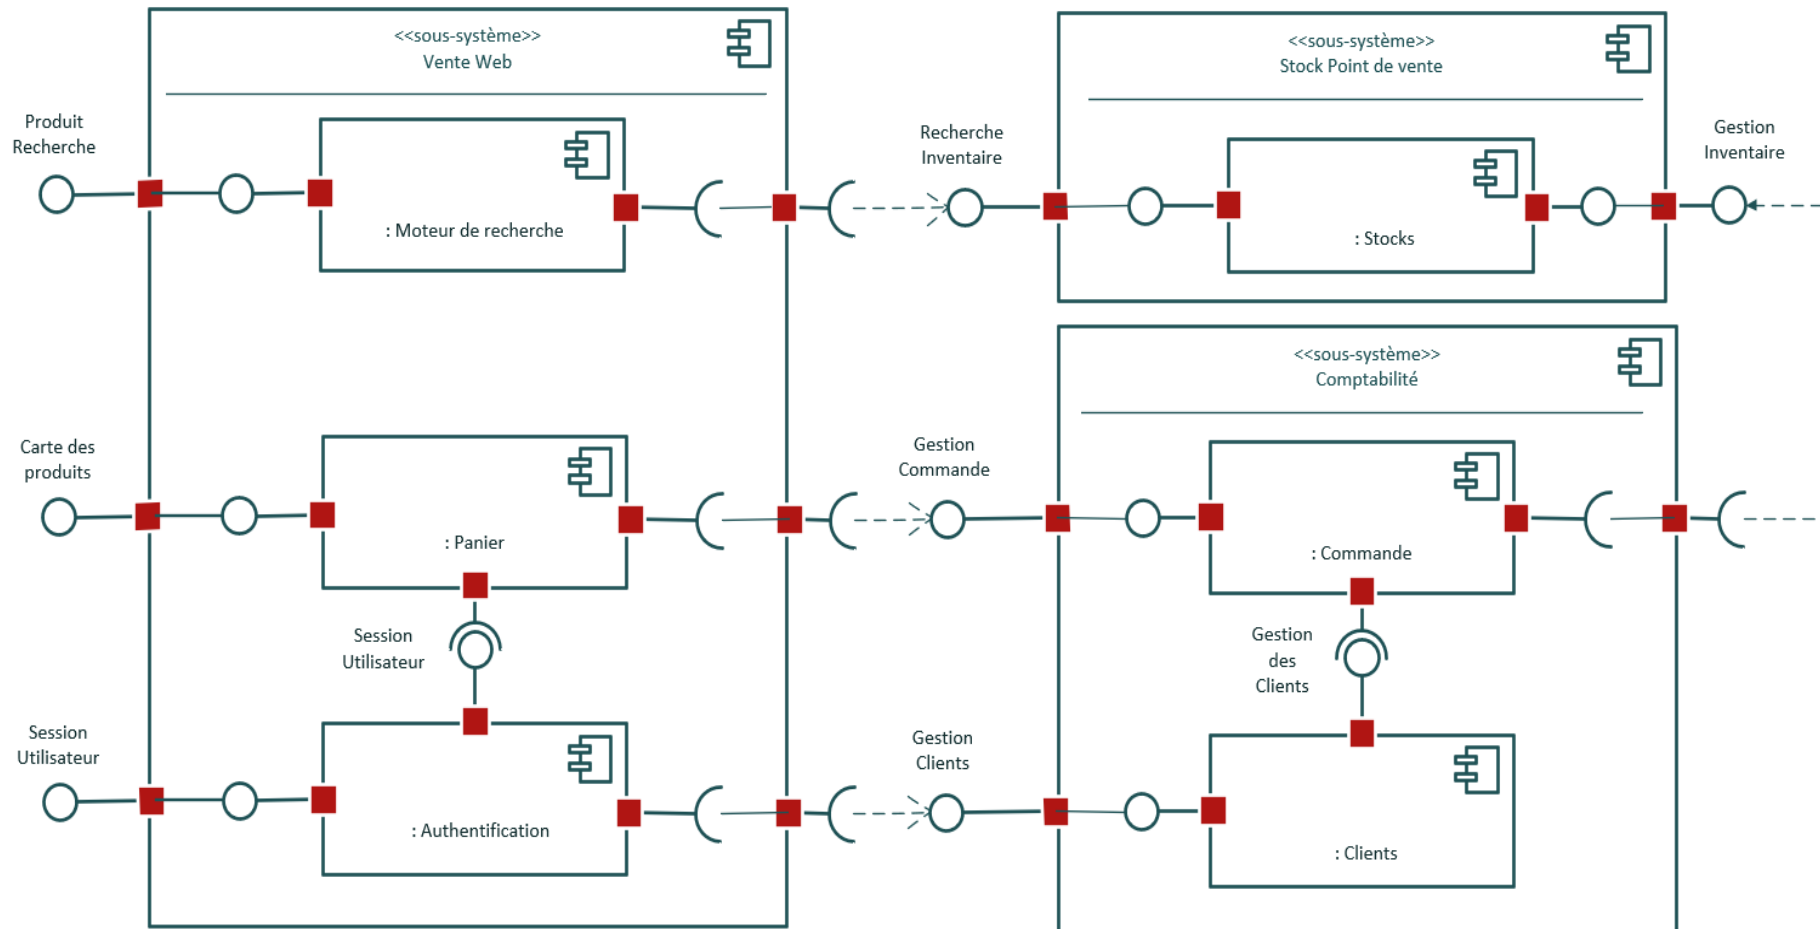 <<sous-système>>
Vente Web
<<sous-système>>
Stock Point de vente
Produit
Recherche
: Moteur de recherche
Recherche
Inventaire
: Stocks
Gestion
Inventaire
<<sous-système>>
Comptabilité
Carte des
produits
: Panier
Gestion
Commande
: Commande
Session
Utilisateur
Gestion
des
Clients
Session
Utilisateur
: Authentification
Gestion
Clients
: Clients